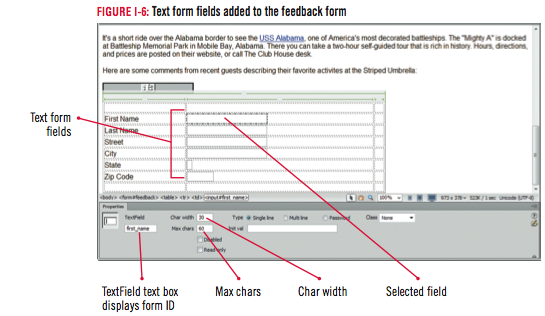 FIGURE I-6: Text form fields added to the feedback form
It's a short ride over the Alabama border to see the USS Alabama, one of America's most decorated battleships. The "Mighty A" is docked
at Battleship Memorial Park in Mobile Bay, Alabama. There you can take a two-hour self-guided tour that is rich in history. Hours, directions,
and prices are posted on their website, or call The Club House desk.
Here are some comments from recent guests describing their favorite activites at the Striped Umbrella:
Text form
fields
First Name
Last Name
Street
City
State
Zip Code
<body> <form#feedback> <table> <tr> <td> <input#first_name>
100%
973 x 378
323K / 1 sec
Unicode (UTF-8)
Properties
TextField
Char width 30
Type Single line Multi line Password
Class None
first_name
Max chars 60
Init val
Disabled
Read-only
TextField text box
displays form ID
Max chars
Char width
Selected field